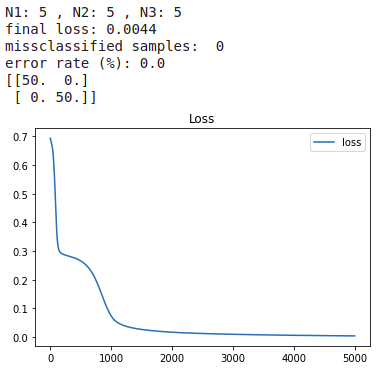 N1: 5 , N2: 5 , N3: 5
final loss: 0.0044
missclassified samples:  0
error rate (%): 0.0
[[50.  0.]
 [ 0. 50.]]
Loss
loss
0.7
0.6
0.5
0.4
0.3
0.2
0.1
0.0
0 1000 2000 3000 4000 5000